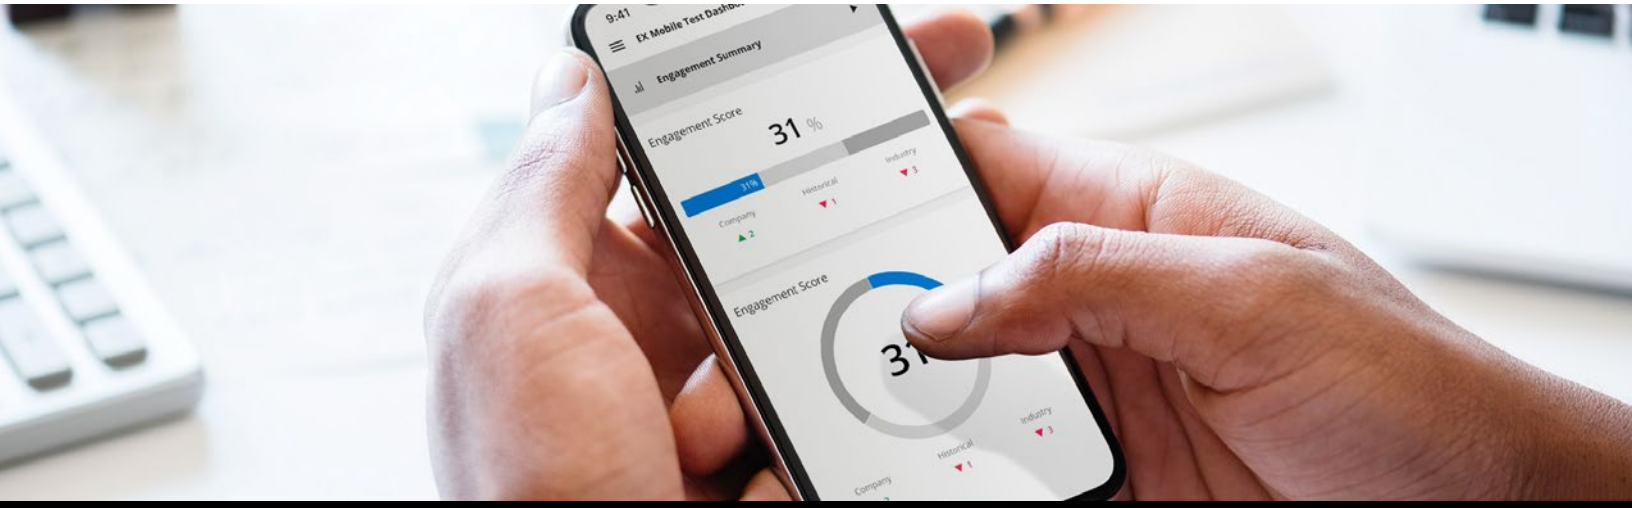 9:41
EX Mobile Test
Engagement Summary
Engagement Score
31 %
31%
Company
Historical
Industry
▲ 2
▼ 1
▼ 3
Engagement Score
31
Company
Historical
Industry
▼ 1
▼ 3